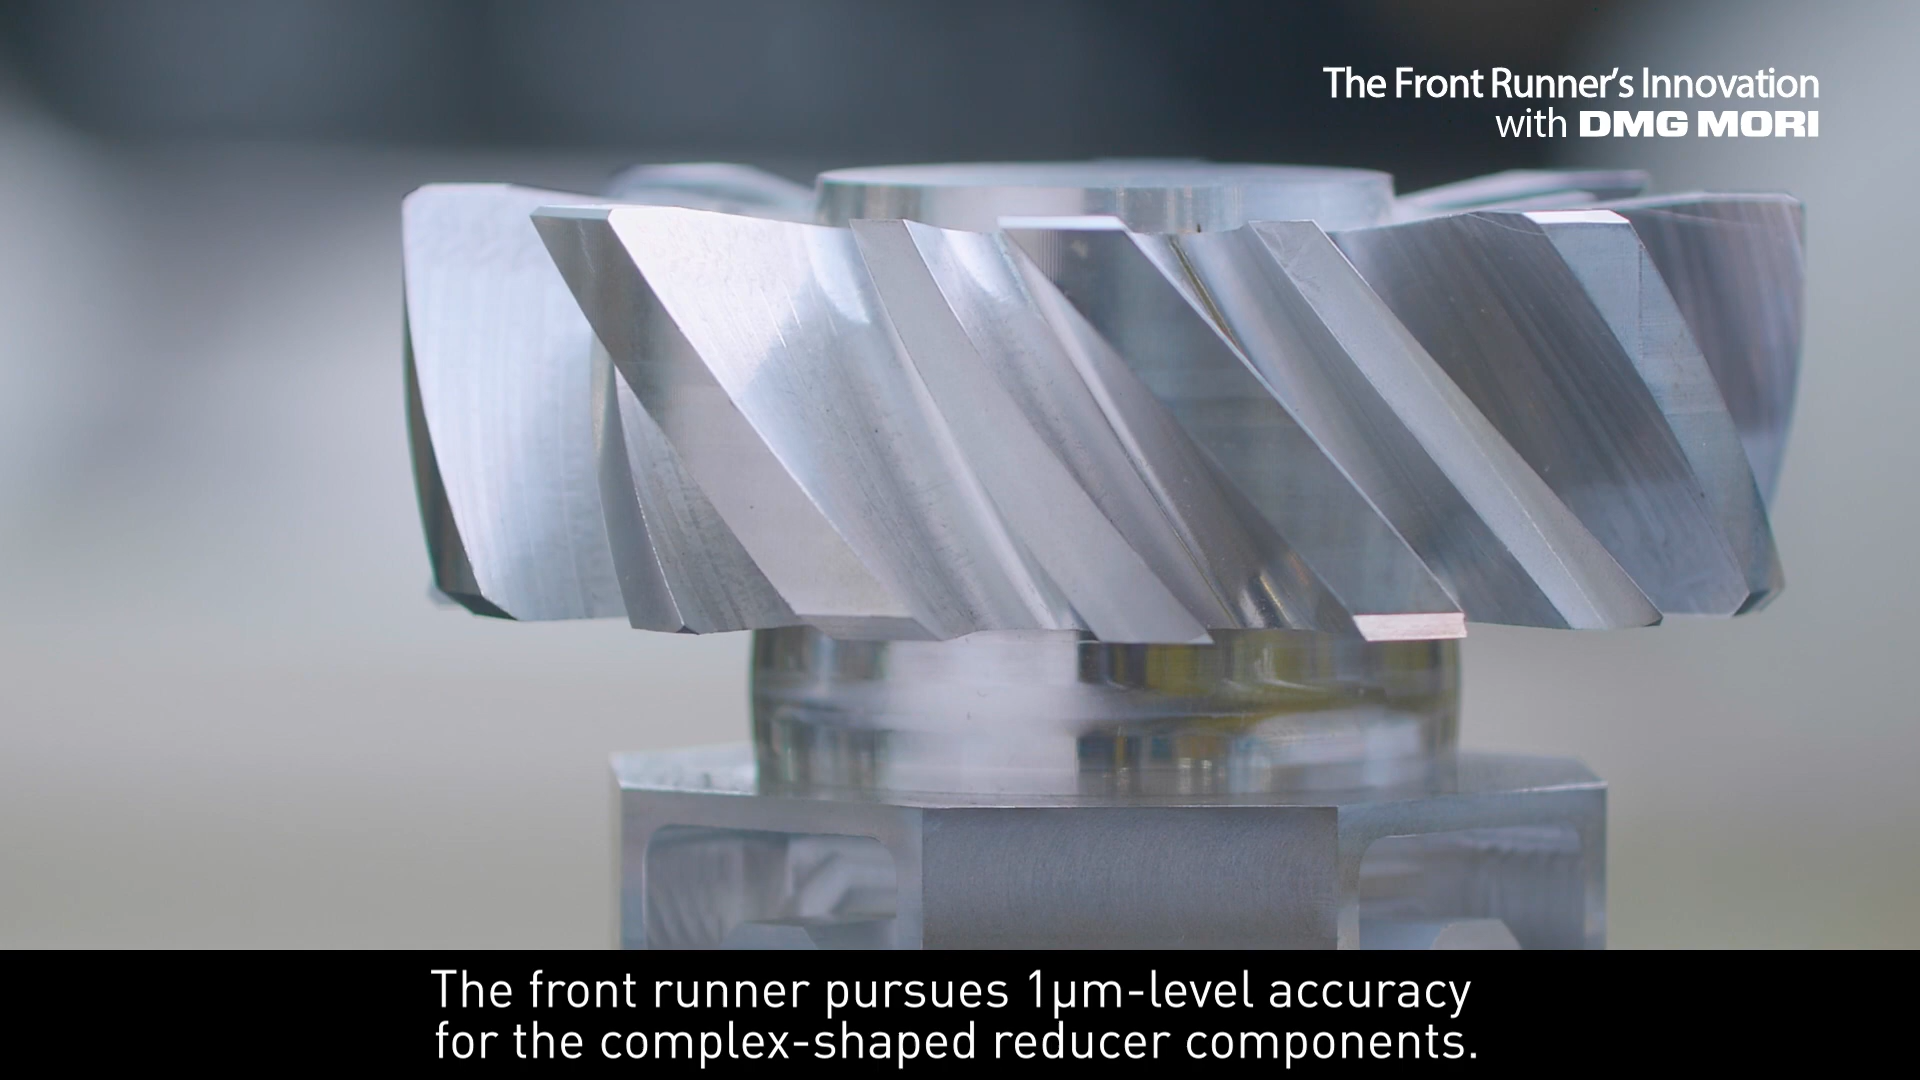 The Front Runner’s Innovation
with DMG MORI
The front runner pursues 1µm-level accuracy
for the complex-shaped reducer components.